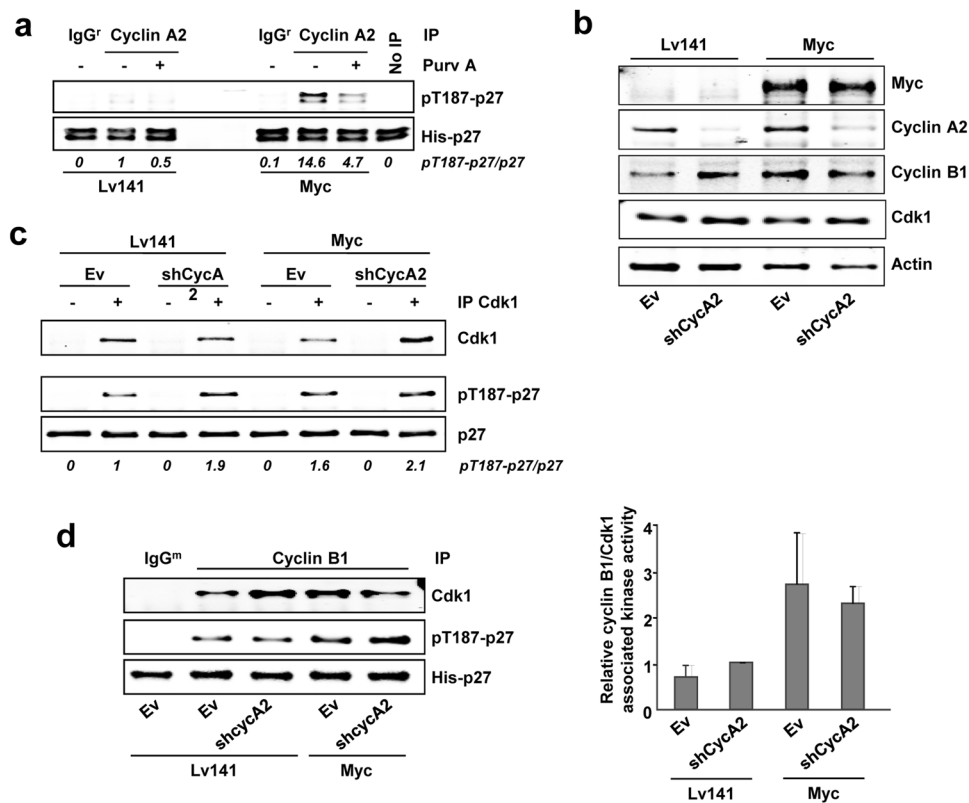 a
IgGʳ Cyclin A2 IgGʳ Cyclin A2 No IP IP
- - + - - + Purv A
pT187-p27
His-p27
0 1 0.5 0.1 14.6 4.7 0 pT187-p27/p27
Lv141 Myc
b
Lv141 Myc
Myc
Cyclin A2
Cyclin B1
Cdk1
Actin
Ev shCycA2 Ev shCycA2
c
Lv141 Myc
Ev shCycA2 Ev shCycA2
- + - + - + - + IP Cdk1
Cdk1
pT187-p27
p27
0 1 0 1.9 0 1.6 0 2.1 pT187-p27/p27
d
IgGᵐ Cyclin B1 IP
Cdk1
pT187-p27
His-p27
Ev Ev shcycA2 Ev shcycA2
Lv141 Myc
Relative cyclin B1/Cdk1
associated kinase activity
4
3
2
1
0
Ev shCycA2 Ev shCycA2
Lv141 Myc